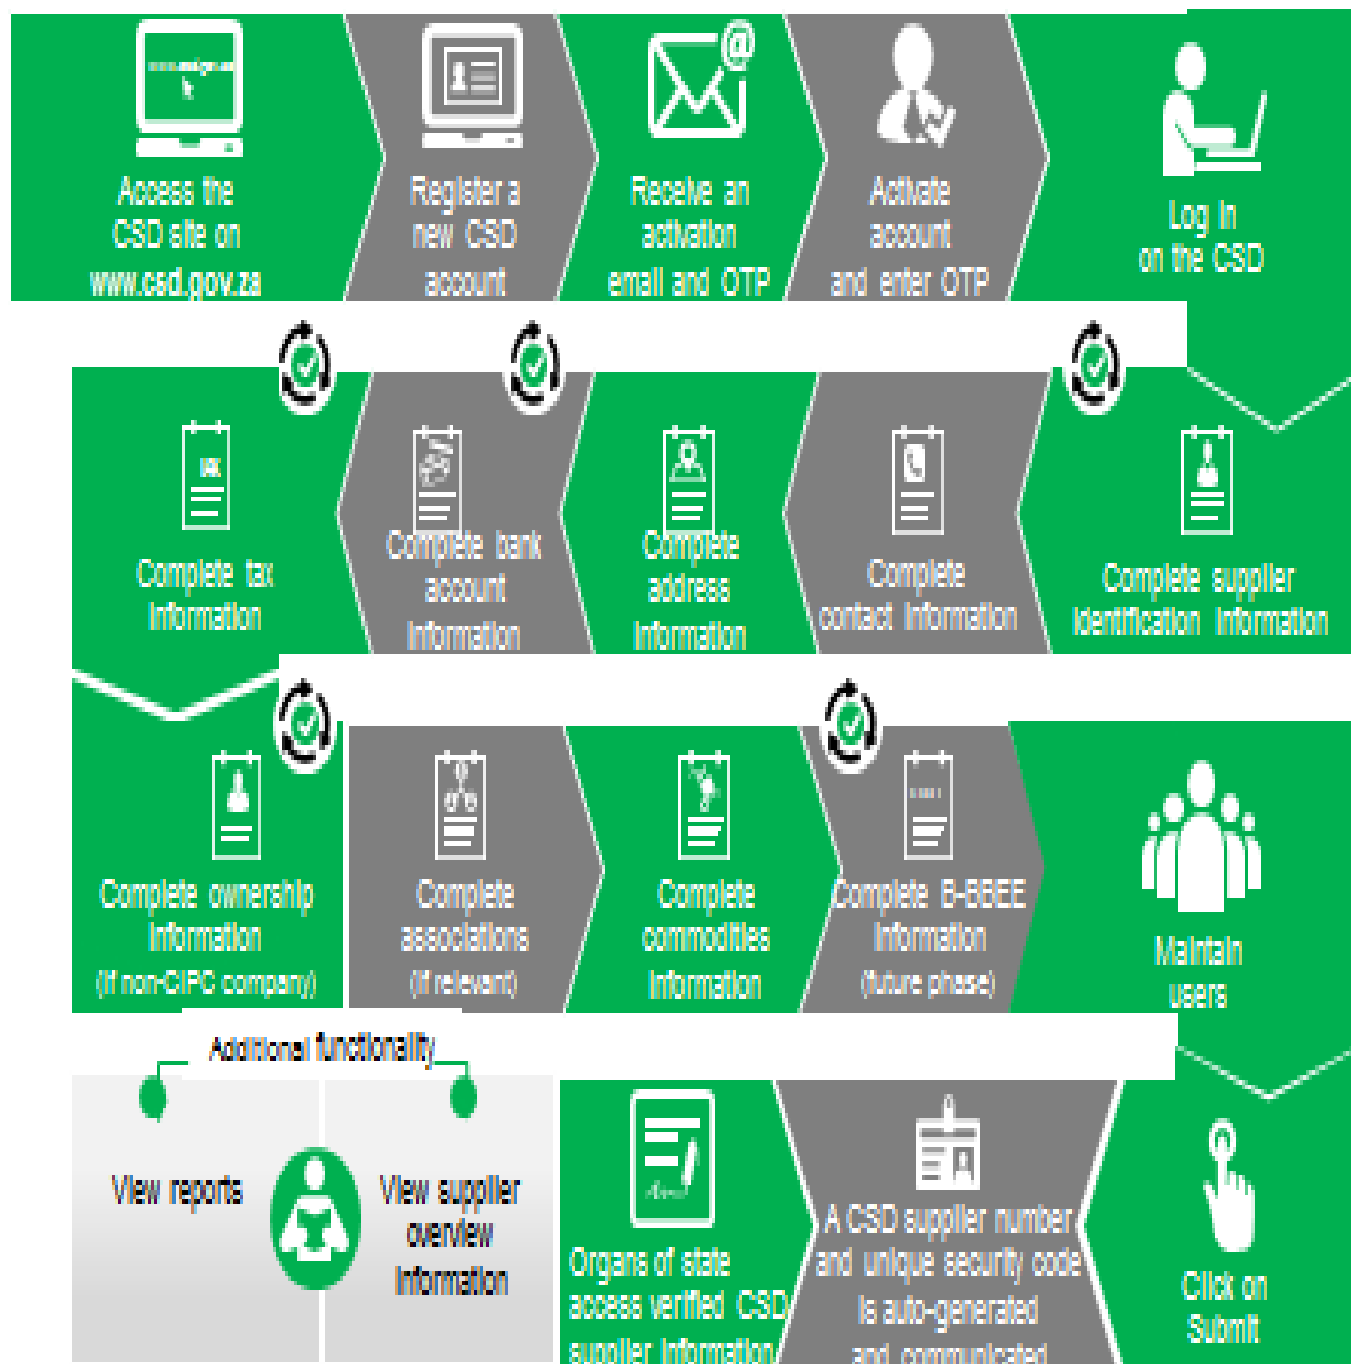 Access the
CSD site on
www.csd.gov.za
Register a
new CSD
account
Receive an
activation
email and OTP
Activate
account
and enter OTP
Log in
on the CSD
Complete supplier
identification information
Complete
contact information
Complete
address
information
Complete bank
account
information
TAX
Complete tax
information
Complete ownership
information
(if non-CIPC company)
Complete
associations
(if relevant)
Complete
commodities
information
Complete B-BBEE
information
(future phase)
Maintain
users
Click on
Submit
A CSD supplier number
and unique security code
is auto-generated
and communicated
Organs of state
access verified CSD
supplier information
Additional functionality
View reports
View supplier
overview
information